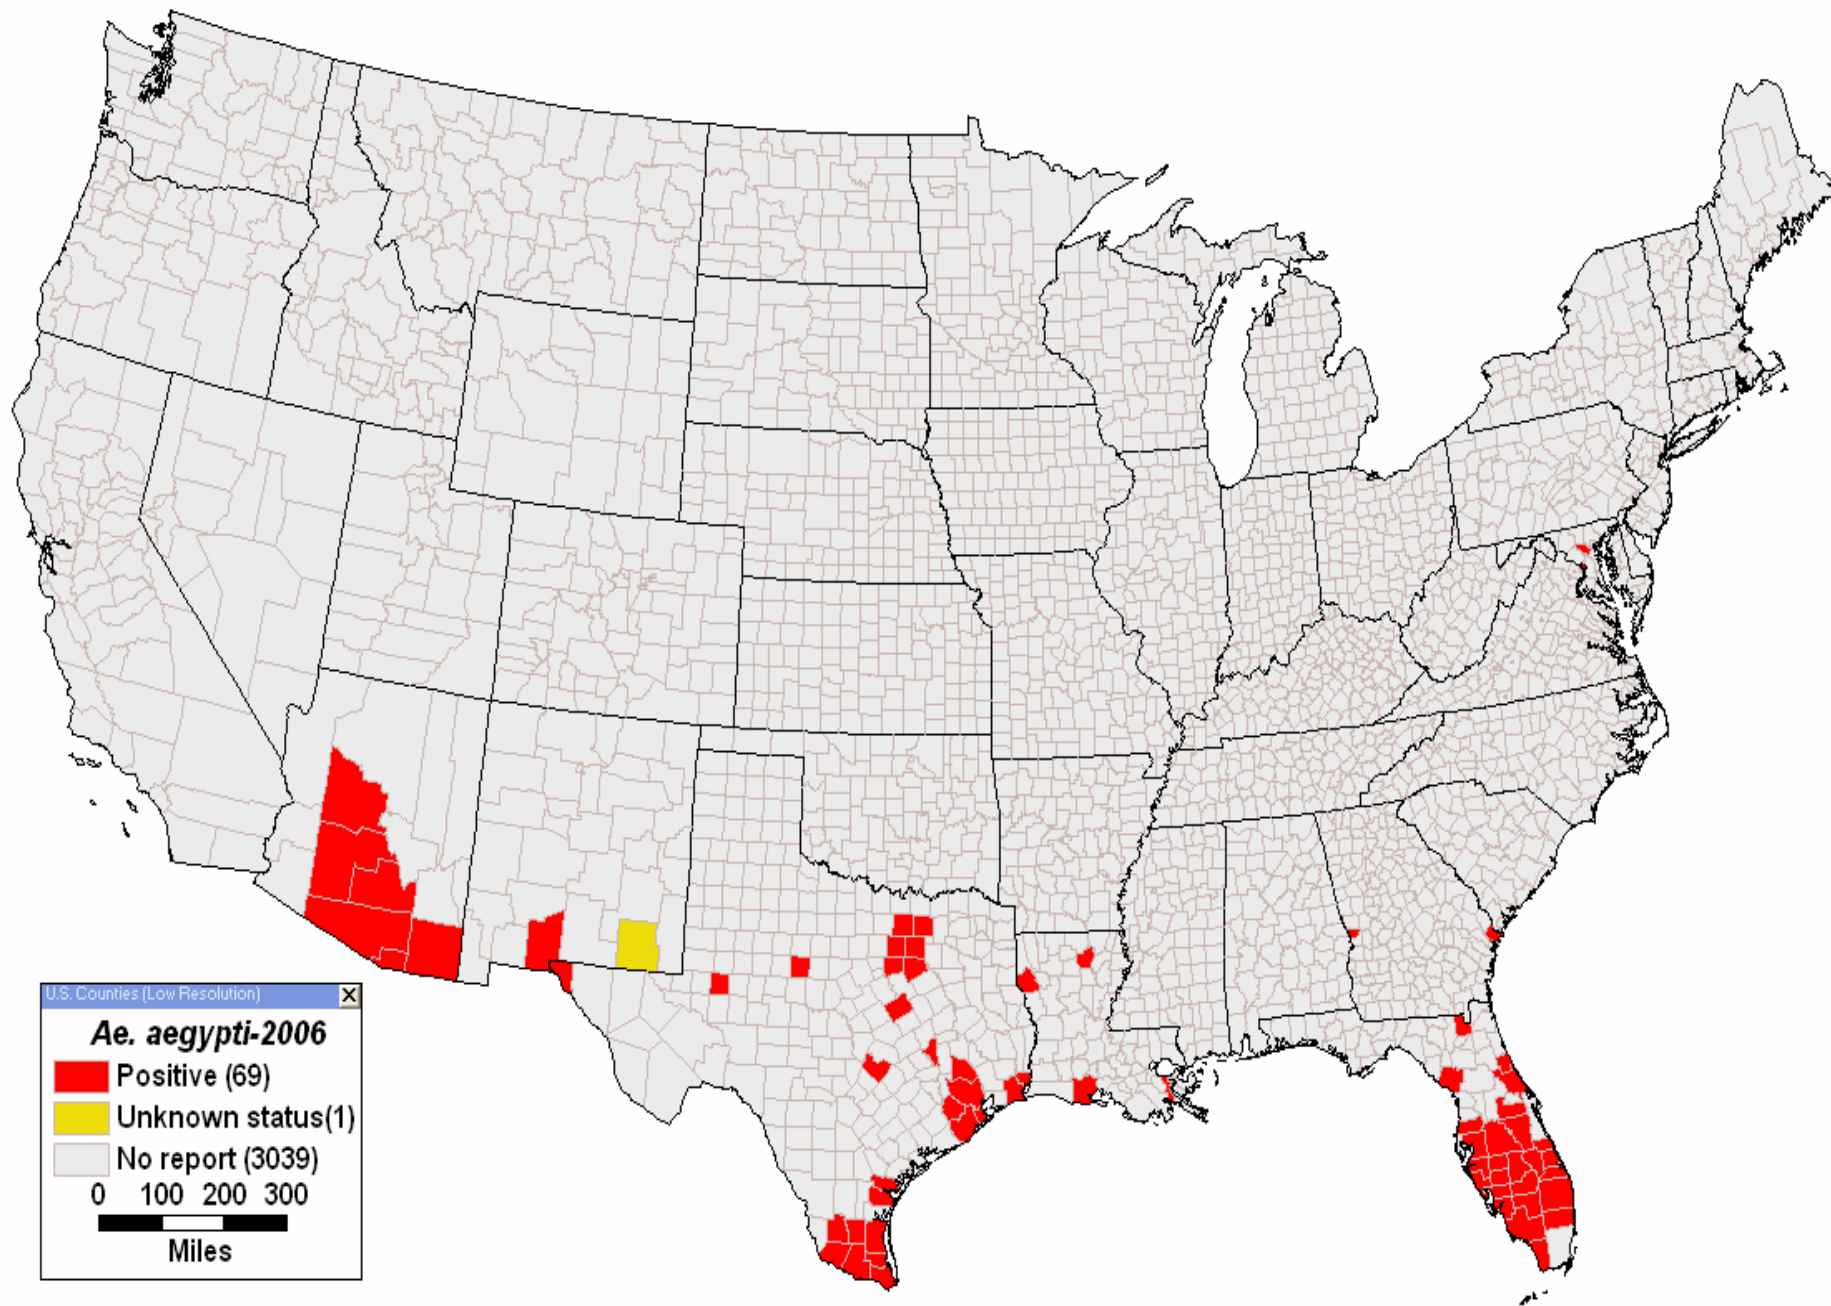 U.S. Counties (Low Resolution)
Ae. aegypti-2006
Positive (69)
Unknown status(1)
No report (3039)
0 100 200 300
Miles